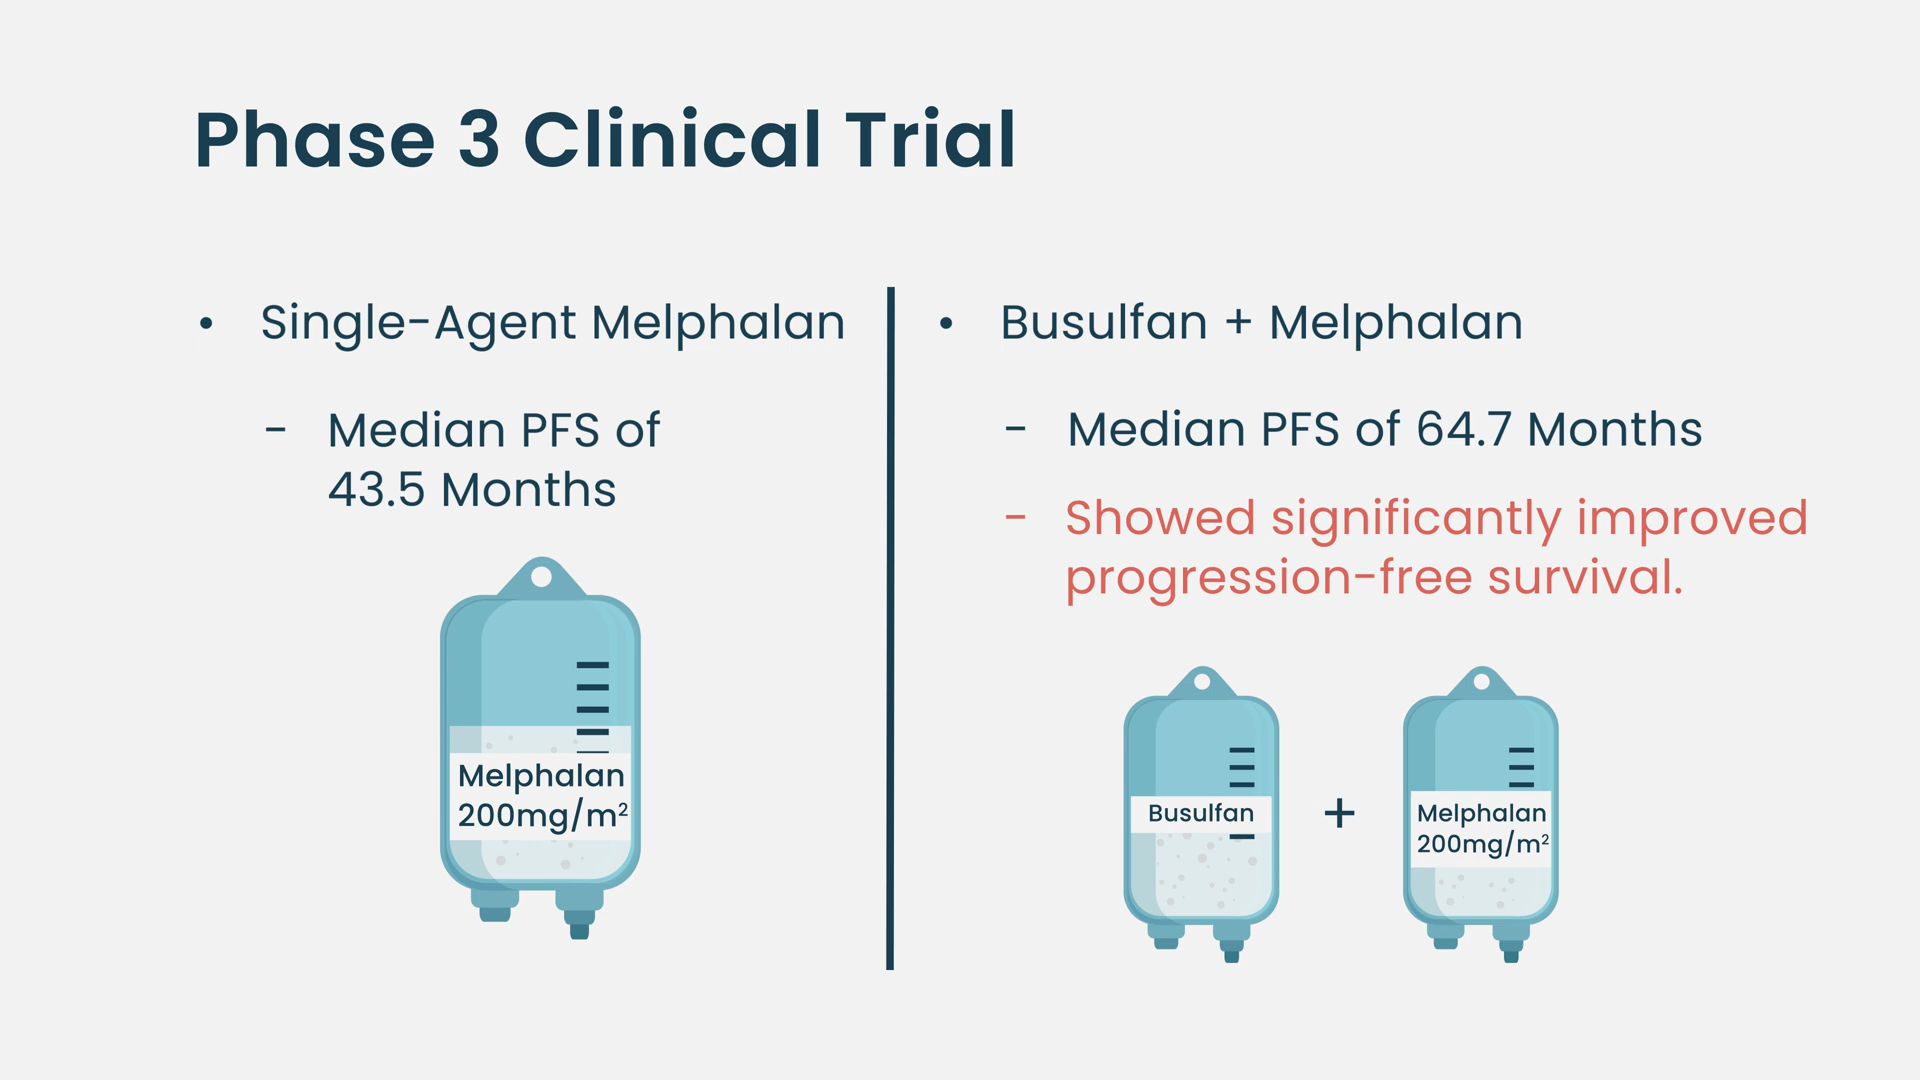 Phase 3 Clinical Trial
• Single-Agent Melphalan
- Median PFS of
43.5 Months
Melphalan
200mg/m²
• Busulfan + Melphalan
- Median PFS of 64.7 Months
- Showed significantly improved
progression-free survival.
Busulfan
+
Melphalan
200mg/m²